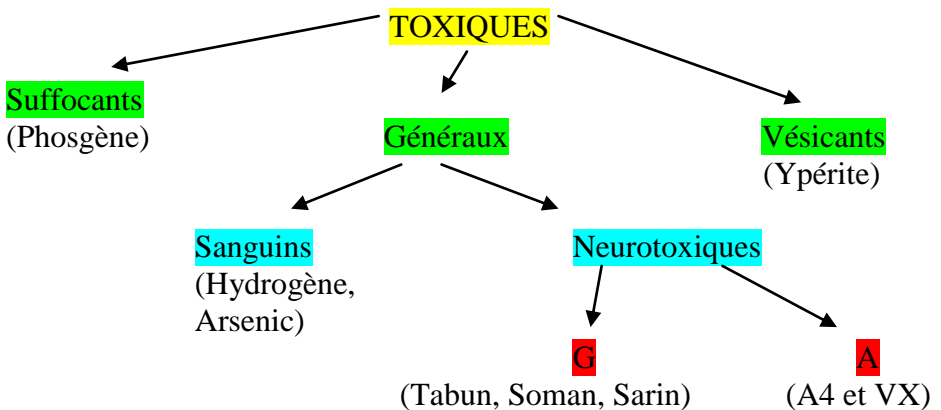 TOXIQUES
Suffocants
(Phosgène)
Généraux
Vésicants
(Ypérite)
Sanguins
(Hydrogène,
Arsenic)
Neurotoxiques
G
(Tabun, Soman, Sarin)
A
(A4 et VX)